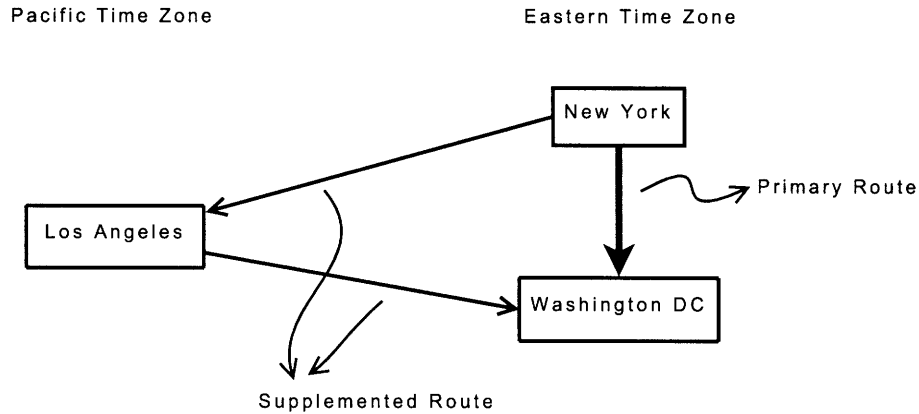 Pacific Time Zone
Eastern Time Zone
New York
Primary Route
Los Angeles
Washington DC
Supplemented Route